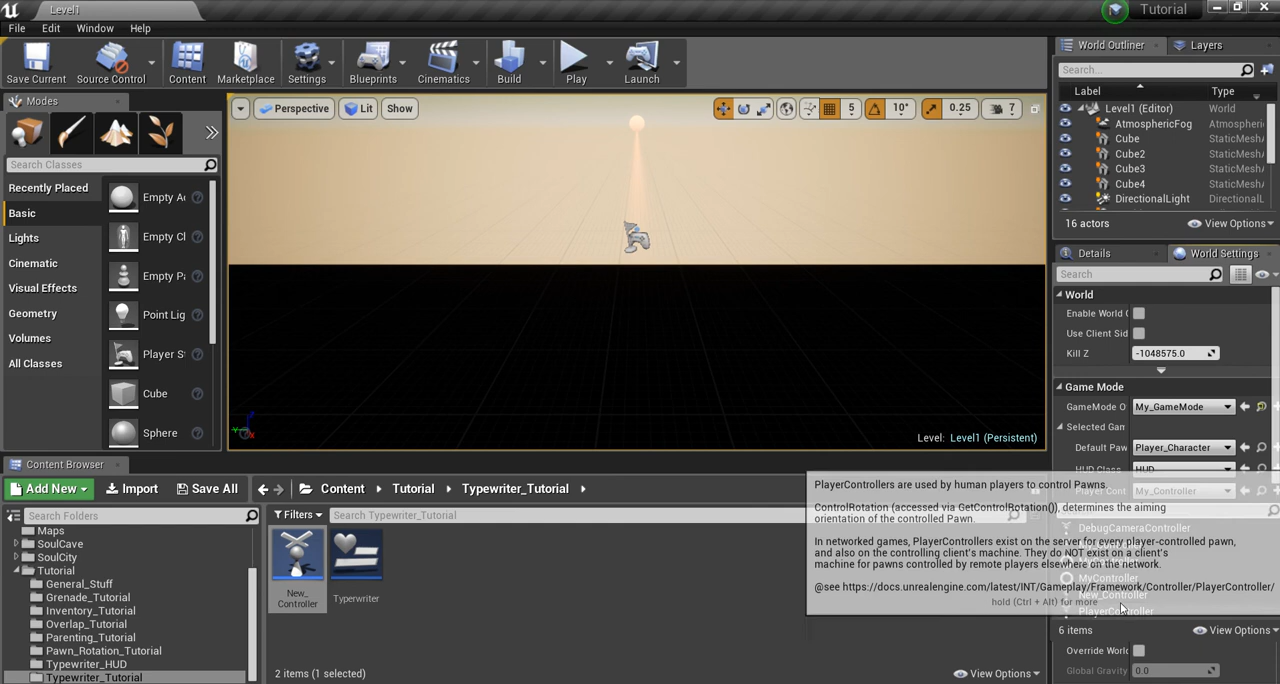 Level1
Tutorial
File Edit Window Help
Save Current
Source Control
Content
Marketplace
Settings
Blueprints
Cinematics
Build
Play
Launch
Modes
Search Classes
Recently Placed
Basic
Lights
Cinematic
Visual Effects
Geometry
Volumes
All Classes
Empty A
Empty C
Empty P
Point Lig
Player S
Cube
Sphere
Perspective
Lit
Show
5
10°
0.25
7
Level: Level1 (Persistent)
World Outliner
Layers
Search...
Label Type
Level1 (Editor) World
AtmosphericFog Atmospheri
Cube StaticMesh
Cube2 StaticMesh
Cube3 StaticMesh
Cube4 StaticMesh
DirectionalLight DirectionalL
16 actors
View Options
Details
World Settings
Search
World
Enable World
Use Client Sid
Kill Z -1048575.0
Game Mode
GameMode O My_GameMode
Selected Gam
Default Paw Player_Character
HUD Class HUD
Player Cont My_Controller
DebugCameraController
MyController
New_Controller
PlayerController
6 items
View Options
Override World
Global Gravity 0.0
PlayerControllers are used by human players to control Pawns.
ControlRotation (accessed via GetControlRotation()), determines the aiming
orientation of the controlled Pawn.
In networked games, PlayerControllers exist on the server for every player-controlled pawn,
and also on the controlling client's machine. They do NOT exist on a client's
machine for pawns controlled by remote players elsewhere on the network.
@see https://docs.unrealengine.com/latest/INT/Gameplay/Framework/Controller/PlayerController/
hold (Ctrl + Alt) for more
Content Browser
Add New
Import
Save All
Content
Tutorial
Typewriter_Tutorial
Search Folders
Filters
Search Typewriter_Tutorial
Maps
SoulCave
SoulCity
Tutorial
General_Stuff
Grenade_Tutorial
Inventory_Tutorial
Overlap_Tutorial
Parenting_Tutorial
Pawn_Rotation_Tutorial
Typewriter_HUD
Typewriter_Tutorial
New_
Controller
Typerwriter
2 items (1 selected)
View Options